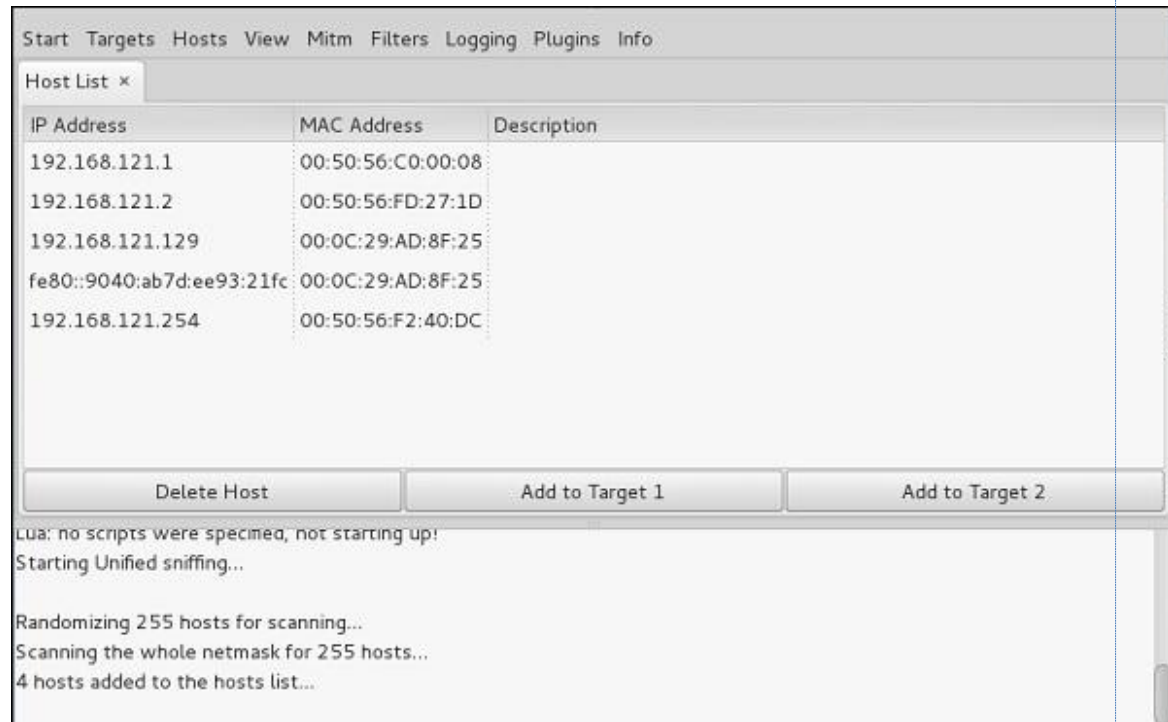 Start Targets Hosts View Mitm Filters Logging Plugins Info
Host List ×
IP Address MAC Address Description
192.168.121.1 00:50:56:C0:00:08
192.168.121.2 00:50:56:FD:27:1D
192.168.121.129 00:0C:29:AD:8F:25
fe80::9040:ab7d:ee93:21fc 00:0C:29:AD:8F:25
192.168.121.254 00:50:56:F2:40:DC
Delete Host Add to Target 1 Add to Target 2
Lua: no scripts were specified, not starting up!
Starting Unified sniffing...
Randomizing 255 hosts for scanning...
Scanning the whole netmask for 255 hosts...
4 hosts added to the hosts list...